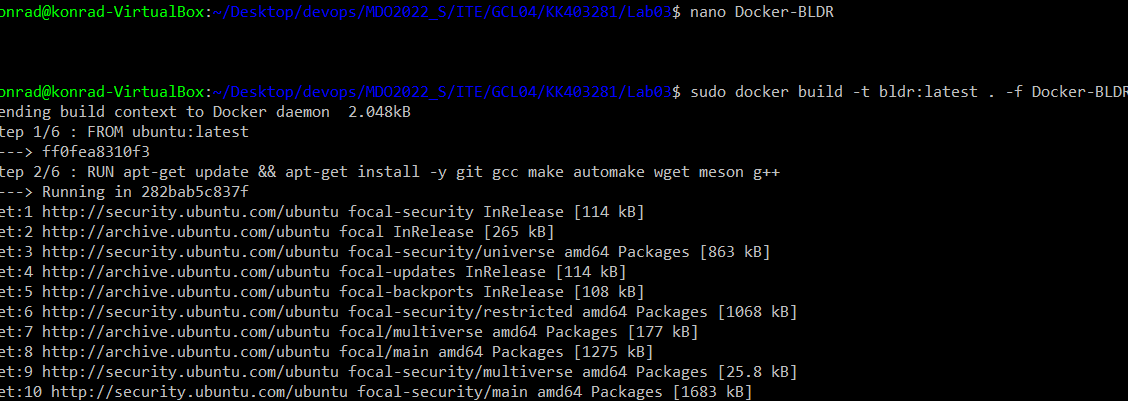 onrad@konrad-VirtualBox:~/Desktop/devops/MDO2022_S/ITE/GCL04/KK403281/Lab03$ nano Docker-BLDR
onrad@konrad-VirtualBox:~/Desktop/devops/MDO2022_S/ITE/GCL04/KK403281/Lab03$ sudo docker build -t bldr:latest . -f Docker-BLDR
ending build context to Docker daemon  2.048kB
tep 1/6 : FROM ubuntu:latest
---> ff0fea8310f3
tep 2/6 : RUN apt-get update && apt-get install -y git gcc make automake wget meson g++
---> Running in 282bab5c837f
et:1 http://security.ubuntu.com/ubuntu focal-security InRelease [114 kB]
et:2 http://archive.ubuntu.com/ubuntu focal InRelease [265 kB]
et:3 http://security.ubuntu.com/ubuntu focal-security/universe amd64 Packages [863 kB]
et:4 http://archive.ubuntu.com/ubuntu focal-updates InRelease [114 kB]
et:5 http://archive.ubuntu.com/ubuntu focal-backports InRelease [108 kB]
et:6 http://security.ubuntu.com/ubuntu focal-security/restricted amd64 Packages [1068 kB]
et:7 http://archive.ubuntu.com/ubuntu focal/multiverse amd64 Packages [177 kB]
et:8 http://archive.ubuntu.com/ubuntu focal/main amd64 Packages [1275 kB]
et:9 http://security.ubuntu.com/ubuntu focal-security/multiverse amd64 Packages [25.8 kB]
et:10 http://security.ubuntu.com/ubuntu focal-security/main amd64 Packages [1683 kB]